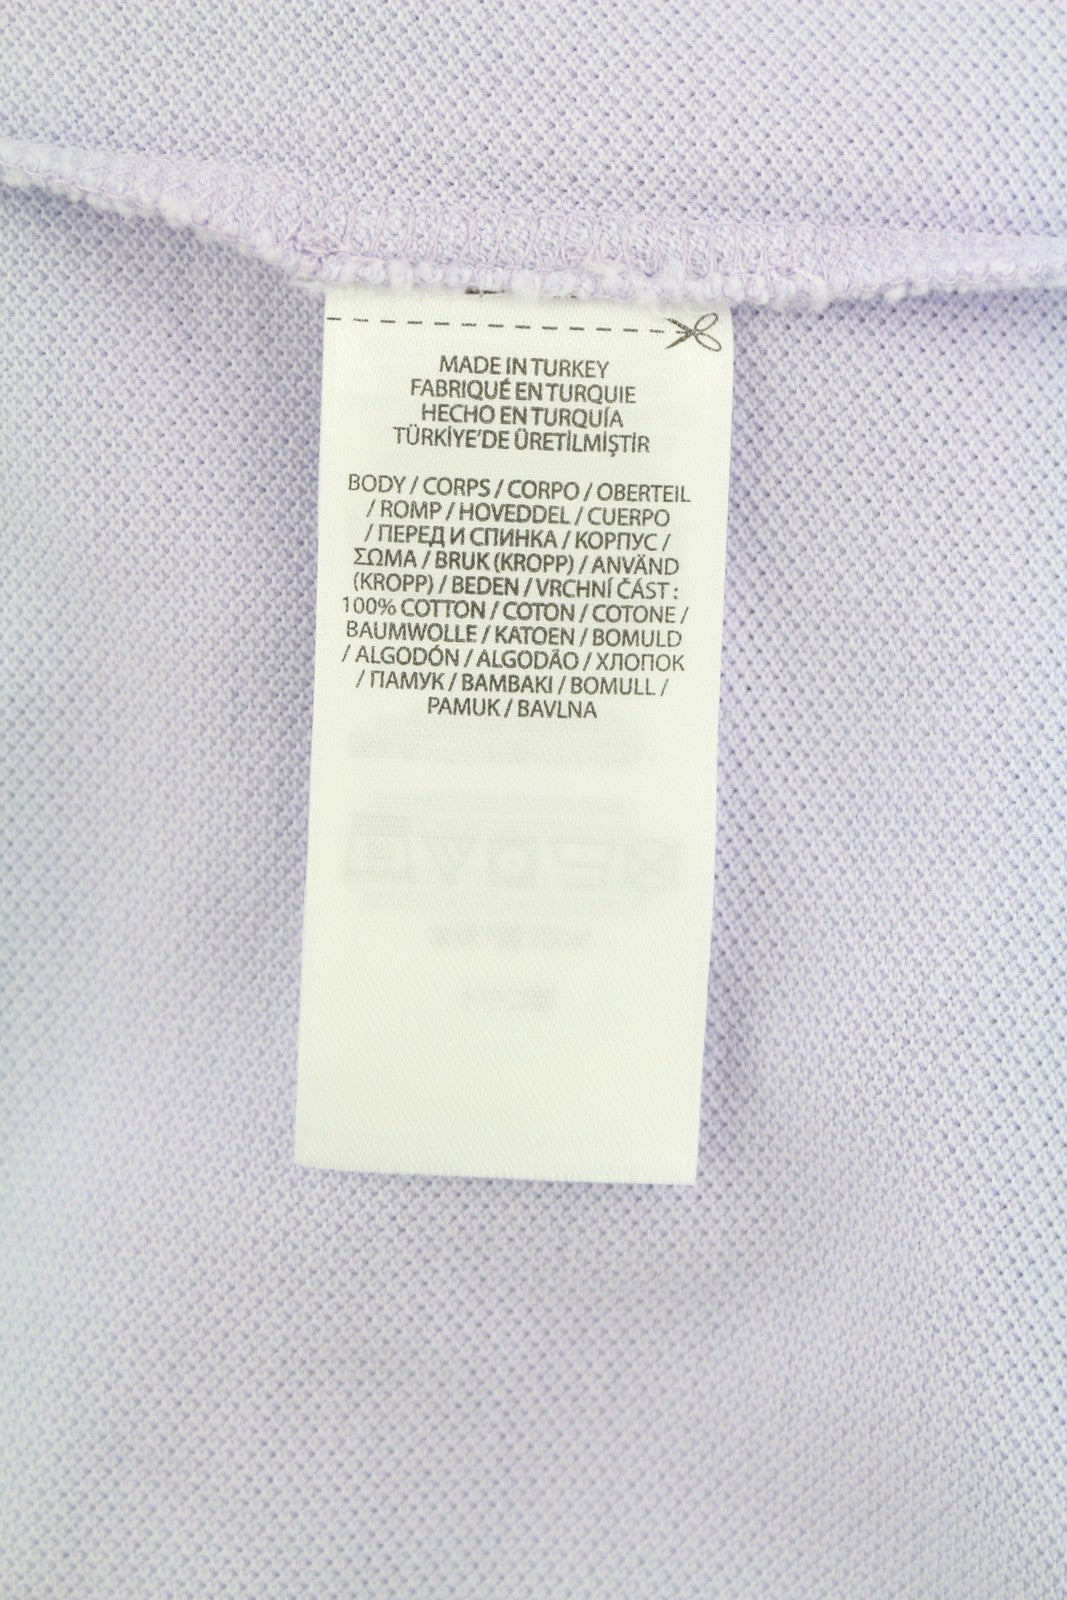 MADE IN TURKEY
FABRIQUÉ EN TURQUIE
HECHO EN TURQUÍA
TÜRKİYE'DE ÜRETİLMİŞTİR
BODY / CORPS / CORPO / OBERTEIL
/ ROMP / HOVEDDEL / CUERPO
/ ПЕРЕД И СПИНКА / КОРПУС /
ΣΩΜΑ / BRUK (KROPP) / ANVÄND
(KROPP) / BEDEN / VRCHNÍ ČÁST :
100% COTTON / COTON / COTONE /
BAUMWOLLE / KATOEN / BOMULD
/ ALGODÓN / ALGODÃO / ХЛОПОК
/ ПАМУК / ΒΑΜΒΑΚΙ / BOMULL /
PAMUK / BAVLNA